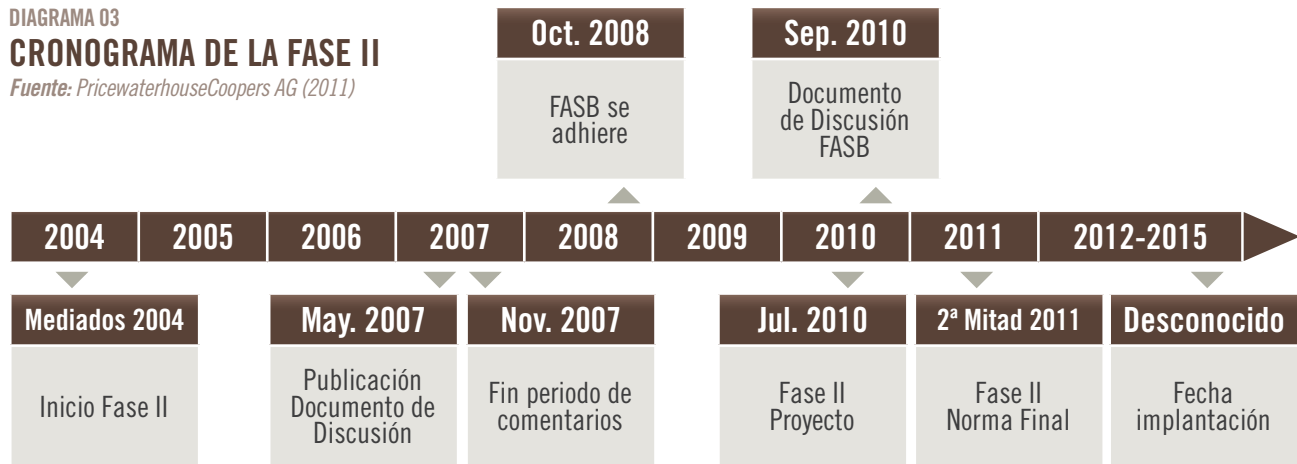 DIAGRAMA 03
CRONOGRAMA DE LA FASE II
Fuente: PricewaterhouseCoopers AG (2011)
Oct. 2008
FASB se
adhiere
Sep. 2010
Documento
de Discusión
FASB
2004
2005
2006
2007
2008
2009
2010
2011
2012-2015
Mediados 2004
Inicio Fase II
May. 2007
Publicación
Documento de
Discusión
Nov. 2007
Fin periodo de
comentarios
Jul. 2010
Fase II
Proyecto
2ª Mitad 2011
Fase II
Norma Final
Desconocido
Fecha
implantación